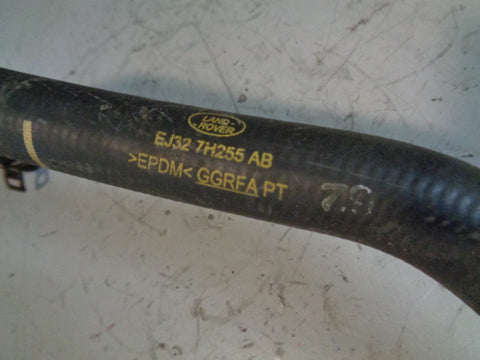 LAND-
ROVER
EJ32 7H255 AB
>EPDM< GGRFA PT